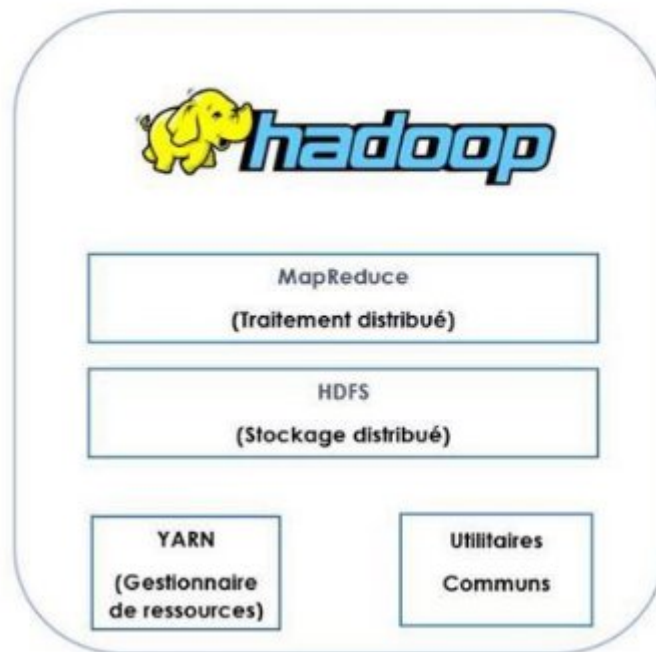 hadoop
MapReduce
(Traitement distribué)
HDFS
(Stockage distribué)
YARN
(Gestionnaire
de ressources)
Utilitaires
Communs